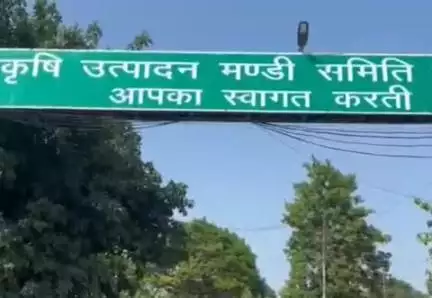 कृषि उत्पादन मण्डी समिति
आपका स्वागत करती